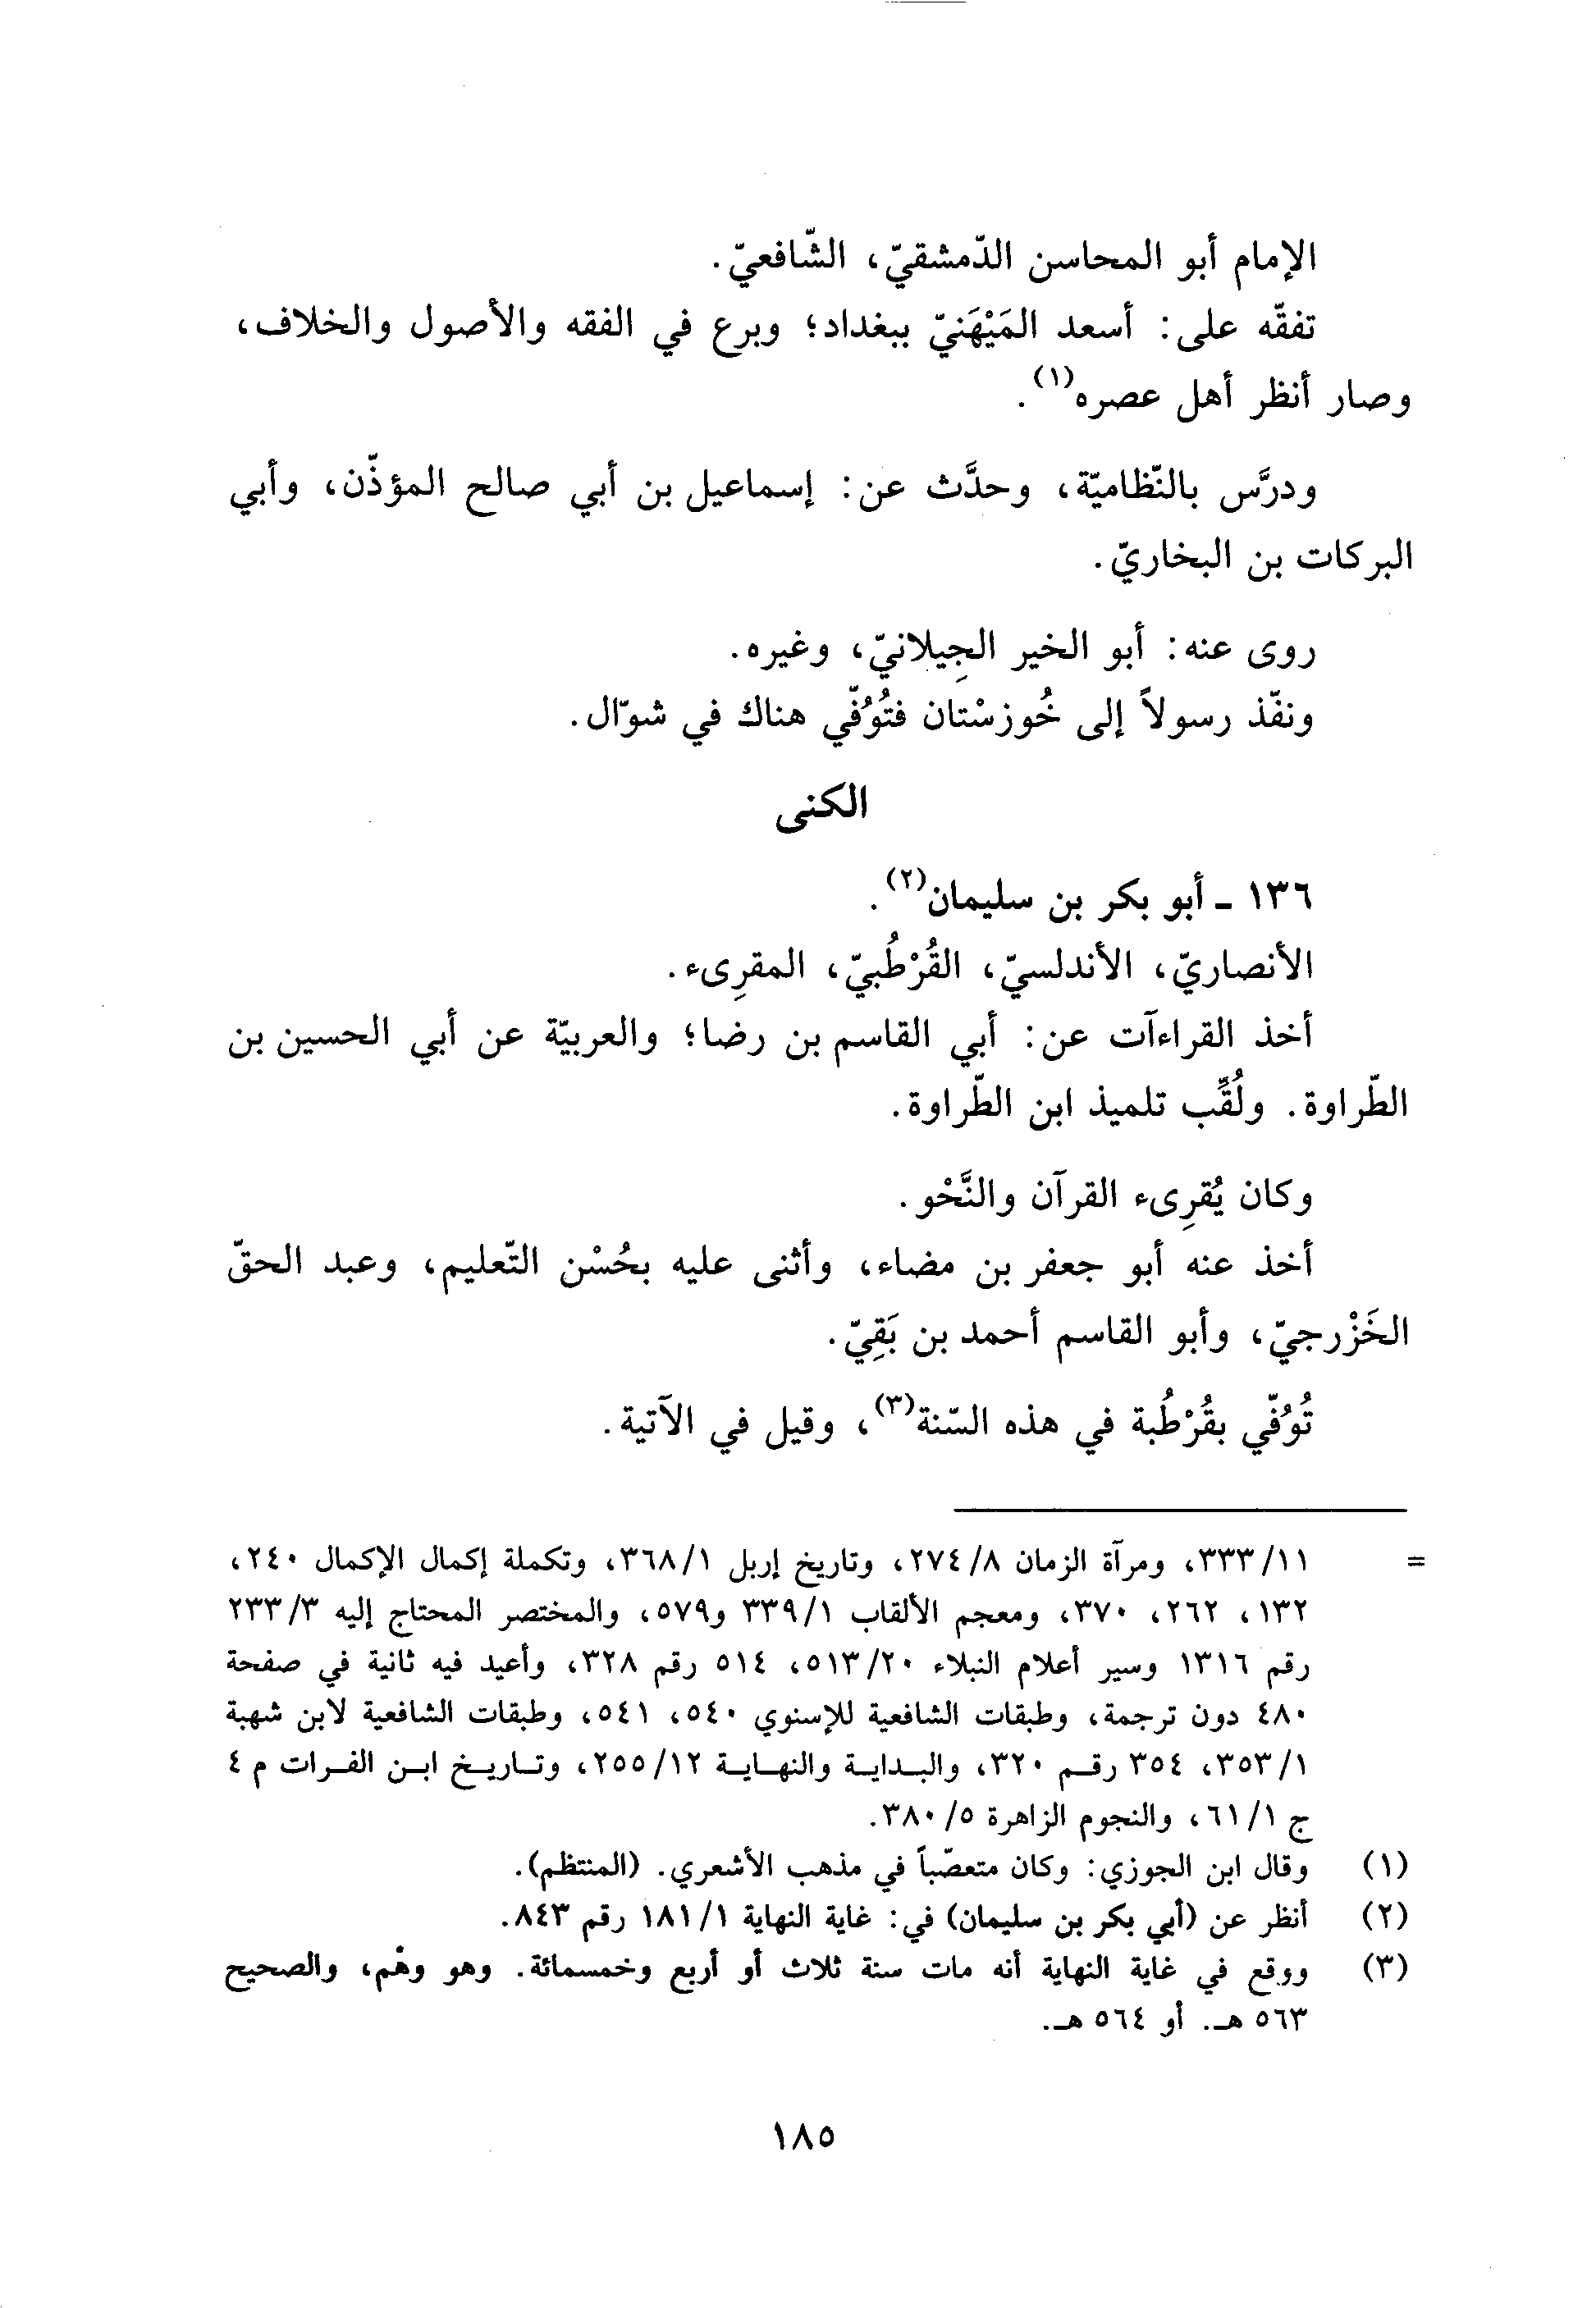 الإمام أبو المحاسن الدّمشقيّ، الشّافعيّ.
تفقّه على: أسعد المَيْهَنيّ ببغداد؛ وبرع في الفقه والأصول والخلاف،
وصار أنظر أهل عصره(١).
ودرَّس بالنّظاميّة، وحدَّث عن: إسماعيل بن أبي صالح المؤذّن، وأبي
البركات بن البخاريّ.
روى عنه: أبو الخير الجِيلانيّ، وغيره.
ونفّذ رسولاً إلى خُوزسْتان فتُوُفّي هناك في شوّال.
الكنى
١٣٦ - أبو بكر بن سليمان(٢).
الأنصاريّ، الأندلسيّ، القُرْطُبيّ، المقرِىء.
أخذ القراءآت عن: أبي القاسم بن رضا؛ والعربيّة عن أبي الحسين بن
الطّراوة. ولُقِّب تلميذ ابن الطّراوة.
وكان يُقرِىء القرآن والنَّحْو.
أخذ عنه أبو جعفر بن مضاء، وأثنى عليه بحُسْن التّعليم، وعبد الحقّ
الخَزْرجيّ، وأبو القاسم أحمد بن بَقِيّ.
تُوُفّي بقُرْطُبة في هذه السّنة(٣)، وقيل في الآتية.
= ١١/ ٣٣٣، ومرآة الزمان ٨/ ٢٧٤، وتاريخ إربل ١/ ٣٦٨، وتكملة إكمال الإكمال ٢٤٠،
١٣٢، ٢٦٢، ٣٧٠، ومعجم الألقاب ١/ ٣٣٩ و٥٧٩، والمختصر المحتاج إليه ٣/ ٢٣٣
رقم ١٣١٦ وسير أعلام النبلاء ٢٠/ ٥١٣، ٥١٤ رقم ٣٢٨، وأعيد فيه ثانية في صفحة
٤٨٠ دون ترجمة، وطبقات الشافعية للإسنوي ٥٤٠، ٥٤١، وطبقات الشافعية لابن شهبة
١/ ٣٥٣، ٣٥٤ رقم ٣٢٠، والبداية والنهاية ١٢/ ٢٥٥، وتاريخ ابن الفرات م ٤
ج ١/ ٦١، والنجوم الزاهرة ٥/ ٣٨٠.
(١) وقال ابن الجوزي: وكان متعصّباً في مذهب الأشعري. (المنتظم).
(٢) أنظر عن (أبي بكر بن سليمان) في: غاية النهاية ١/ ١٨١ رقم ٨٤٣.
(٣) ووقع في غاية النهاية أنه مات سنة ثلاث أو أربع وخمسمائة. وهو وهْم، والصحيح
٥٦٣ هـ. أو ٥٦٤ هـ.
١٨٥